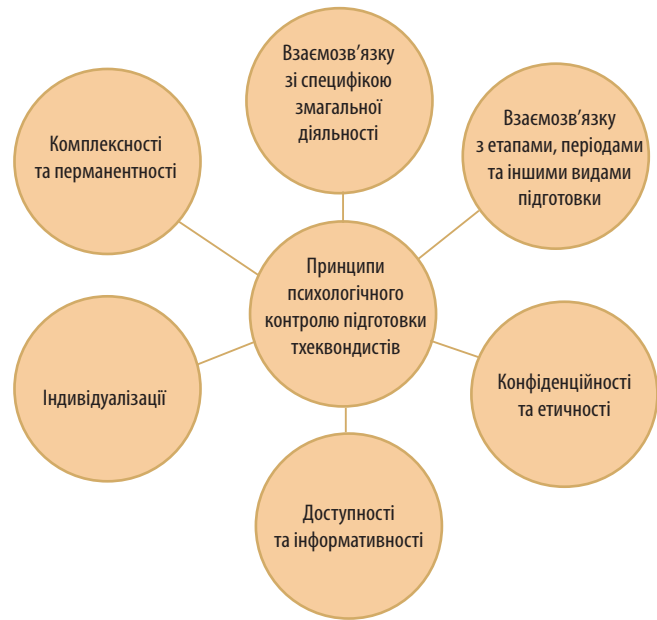 Взаємозв’язку
зі специфікою
змагальної
діяльності
Комплексності
та перманентності
Взаємозв’язку
з етапами, періодами
та іншими видами
підготовки
Принципи
психологічного
контролю підготовки
тхеквондистів
Індивідуалізації
Конфіденційності
та етичності
Доступності
та інформативності